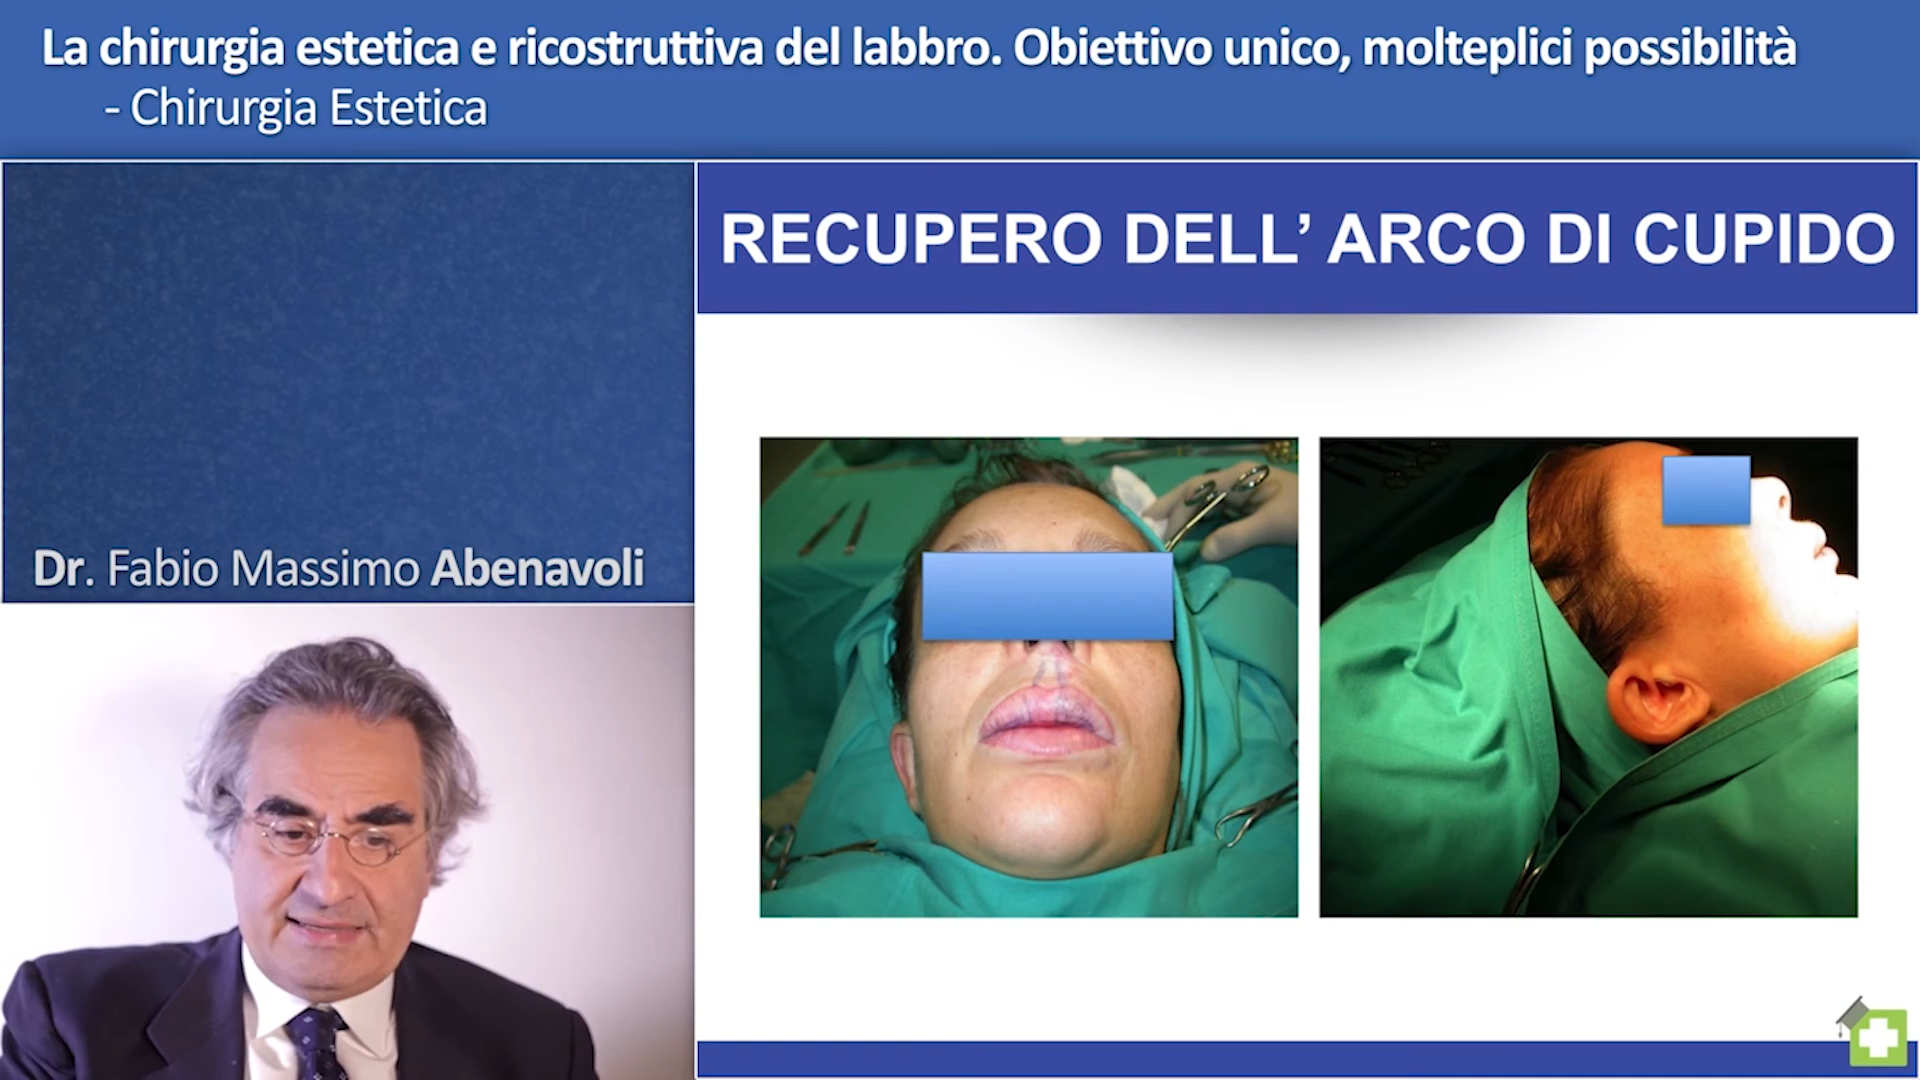 La chirurgia estetica e ricostruttiva del labbro. Obiettivo unico, molteplici possibilità
- Chirurgia Estetica
RECUPERO DELL’ ARCO DI CUPIDO
Dr. Fabio Massimo Abenavoli